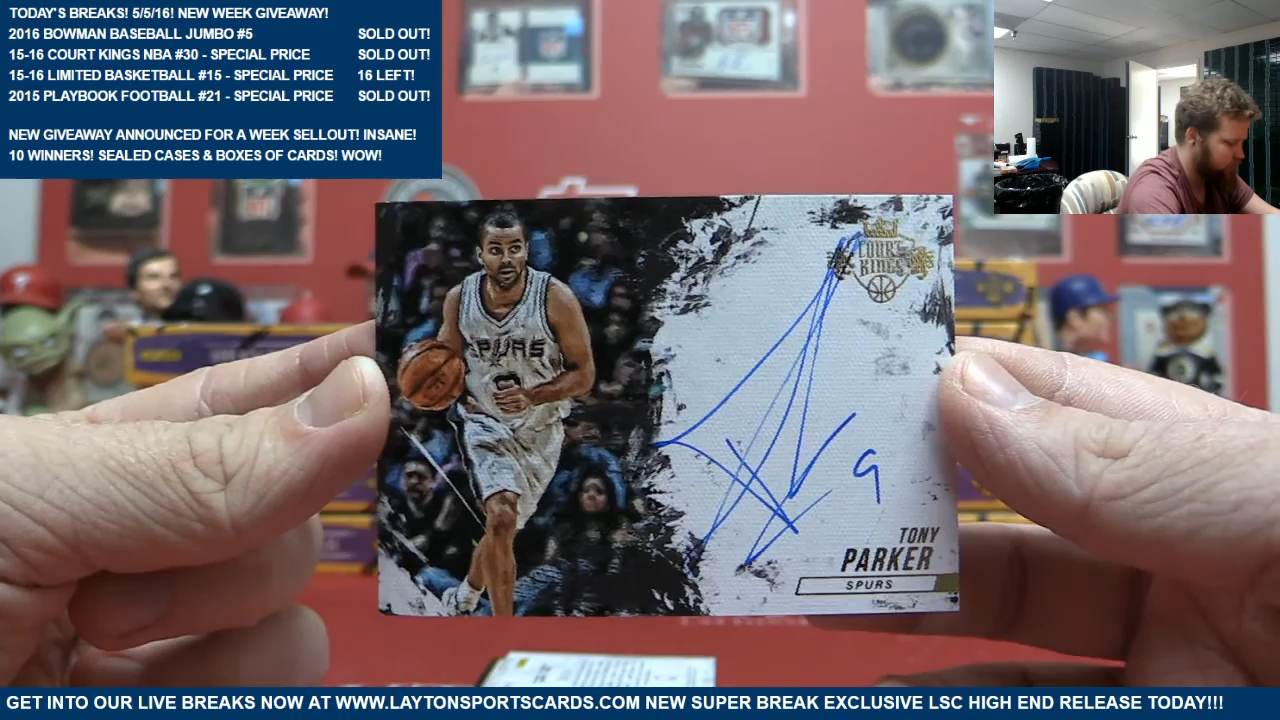 TODAY'S BREAKS! 5/5/16! NEW WEEK GIVEAWAY!
2016 BOWMAN BASEBALL JUMBO #5 SOLD OUT!
15-16 COURT KINGS NBA #30 - SPECIAL PRICE SOLD OUT!
15-16 LIMITED BASKETBALL #15 - SPECIAL PRICE 16 LEFT!
2015 PLAYBOOK FOOTBALL #21 - SPECIAL PRICE SOLD OUT!
NEW GIVEAWAY ANNOUNCED FOR A WEEK SELLOUT! INSANE!
10 WINNERS! SEALED CASES & BOXES OF CARDS! WOW!
COURT
KINGS
SPURS
9
9
TONY
PARKER
SPURS
GET INTO OUR LIVE BREAKS NOW AT WWW.LAYTONSPORTSCARDS.COM NEW SUPER BREAK EXCLUSIVE LSC HIGH END RELEASE TODAY!!!